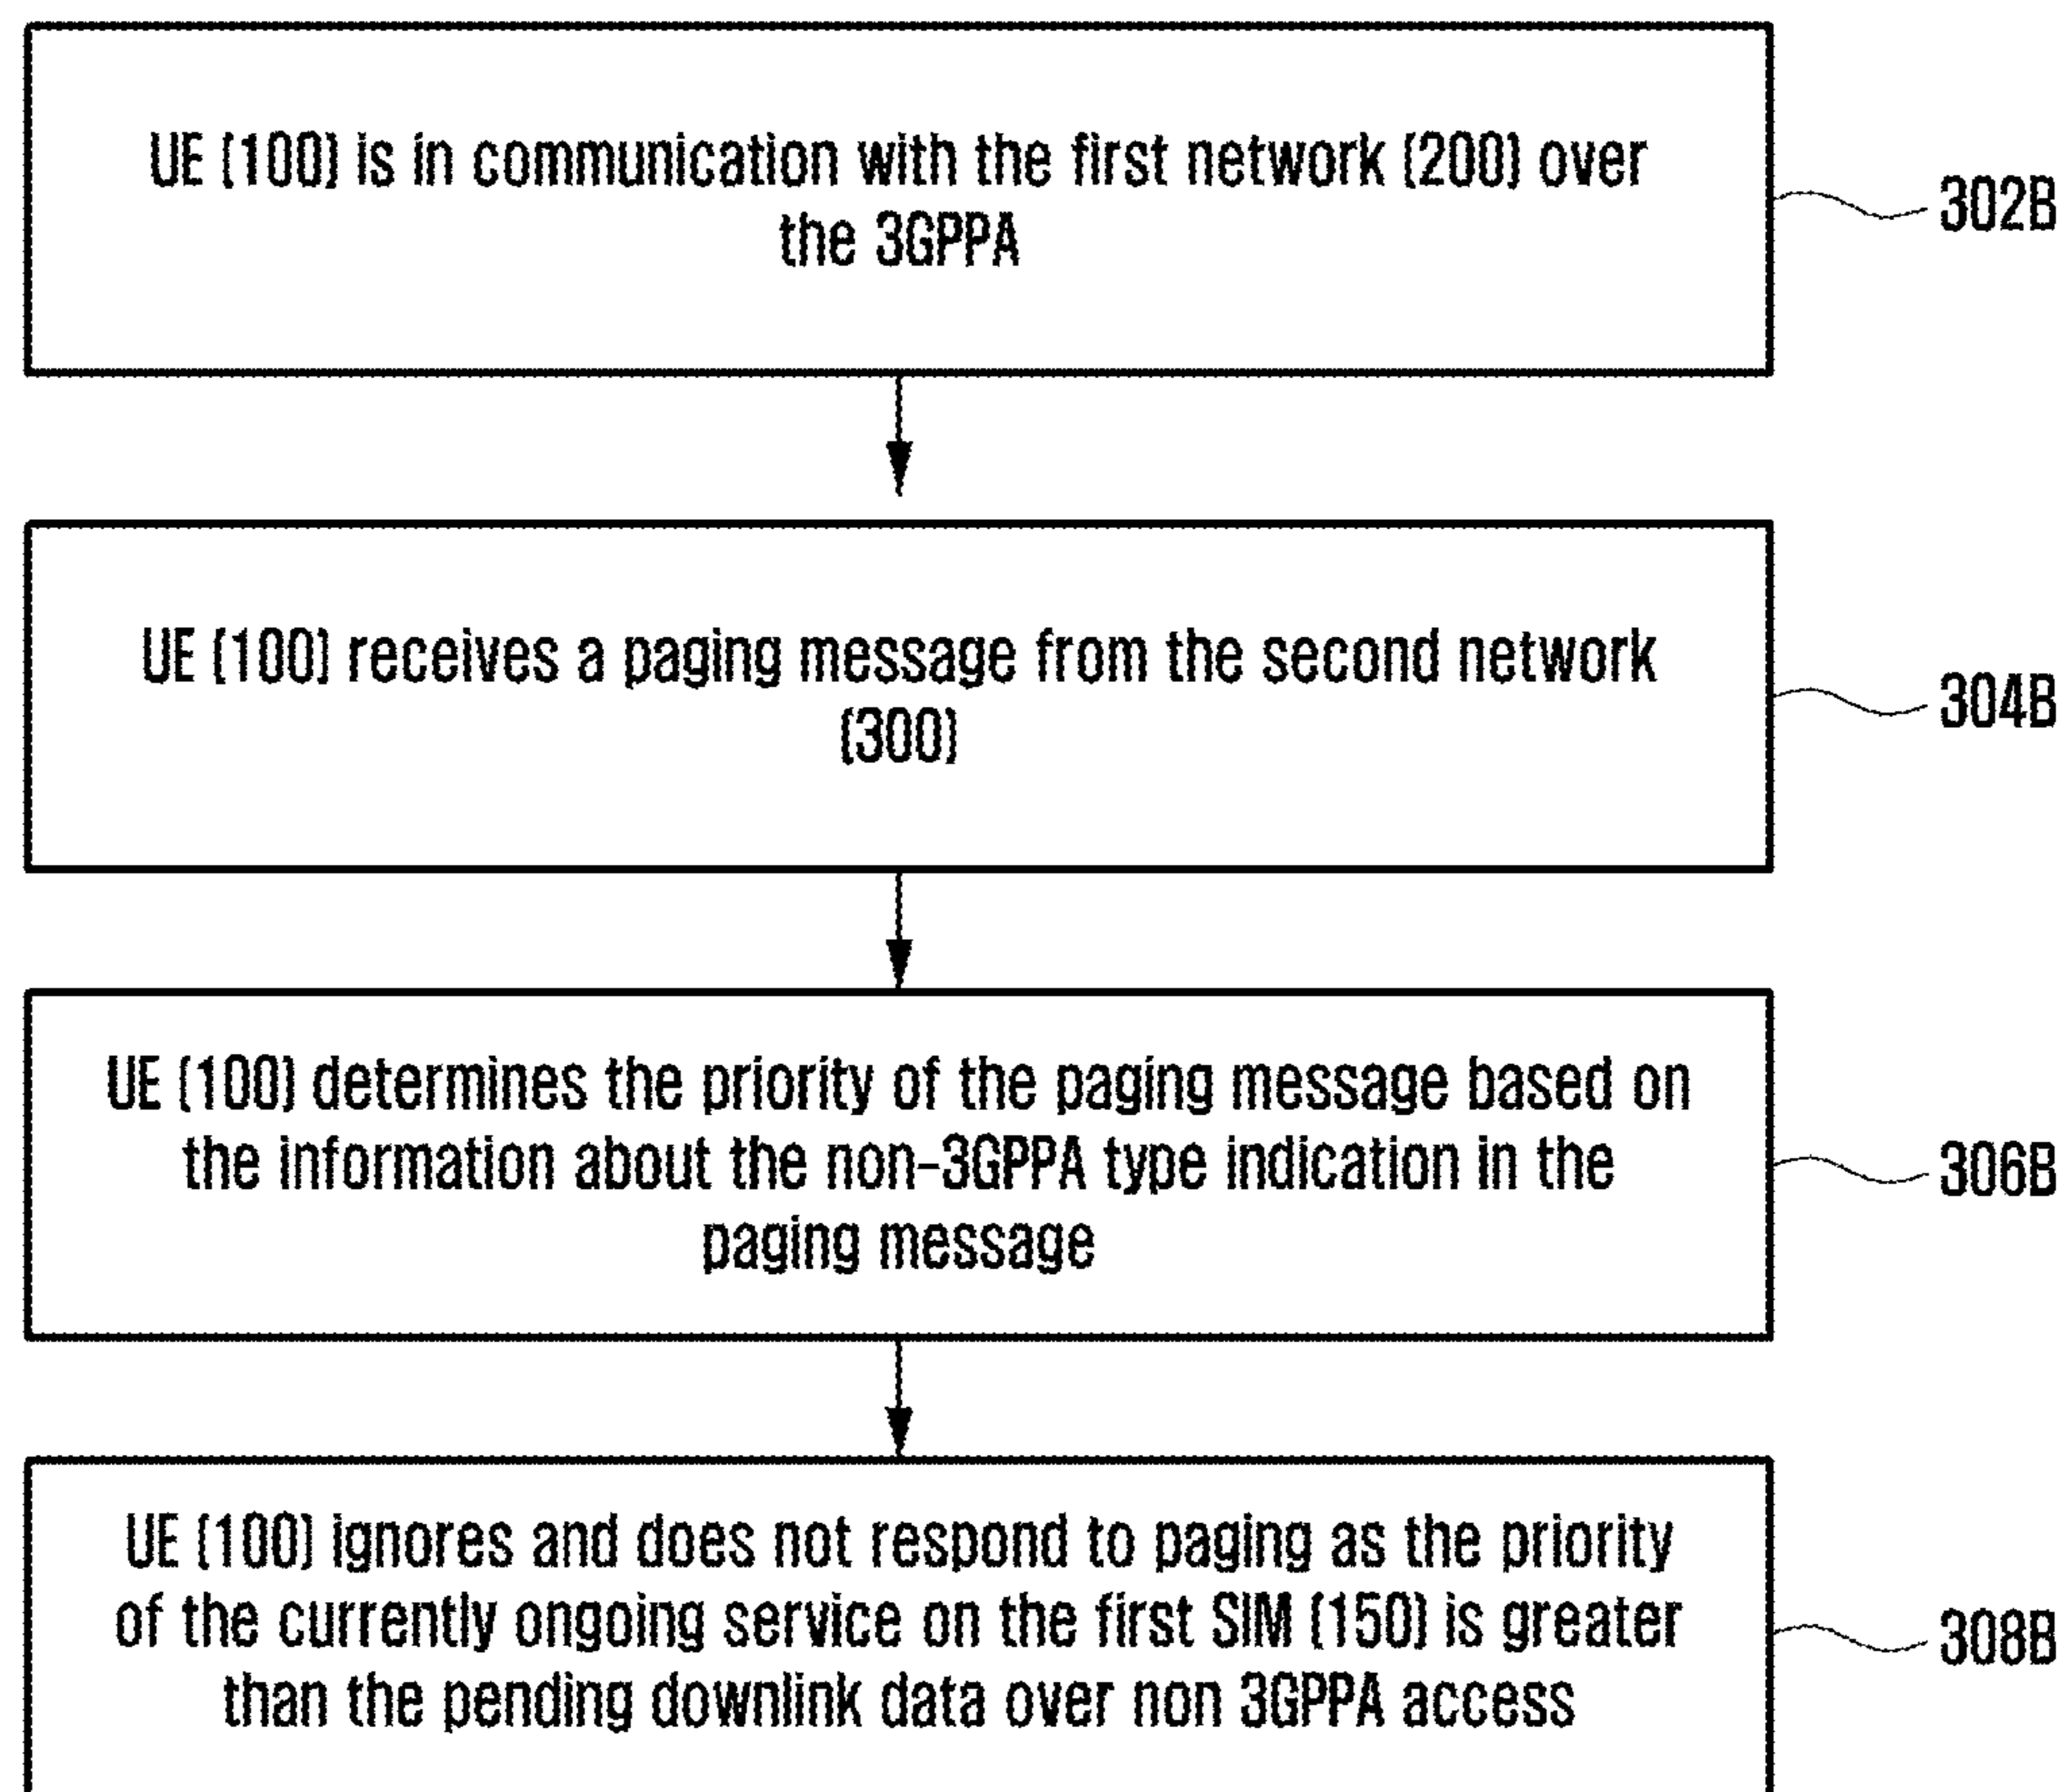 UE (100) is in communication with the first network (200) over
the 3GPPA
302B
UE (100) receives a paging message from the second network
(300)
304B
UE (100) determines the priority of the paging message based on
the information about the non-3GPPA type indication in the
paging message
306B
UE (100) ignores and does not respond to paging as the priority
of the currently ongoing service on the first SIM (150) is greater
than the pending downlink data over non 3GPPA access
308B